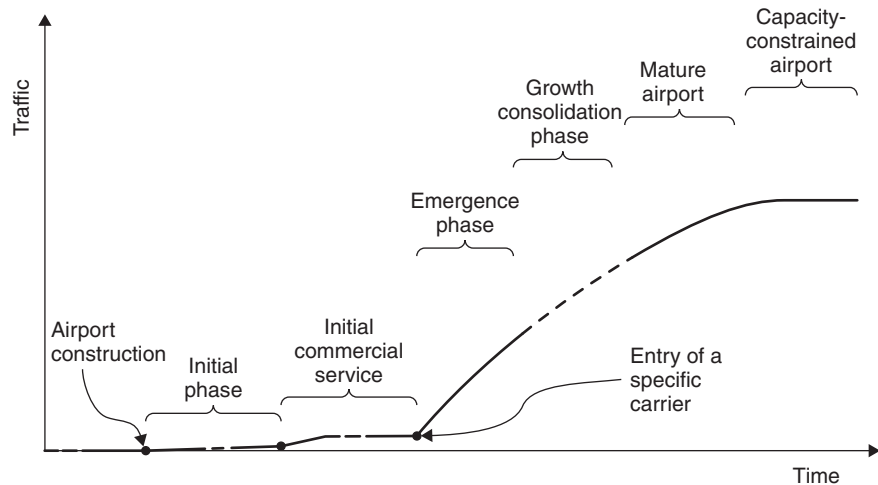 Traffic
Capacity-
constrained
airport
Mature
airport
Growth
consolidation
phase
Emergence
phase
Airport
construction
Initial
phase
Initial
commercial
service
Entry of a
specific
carrier
Time